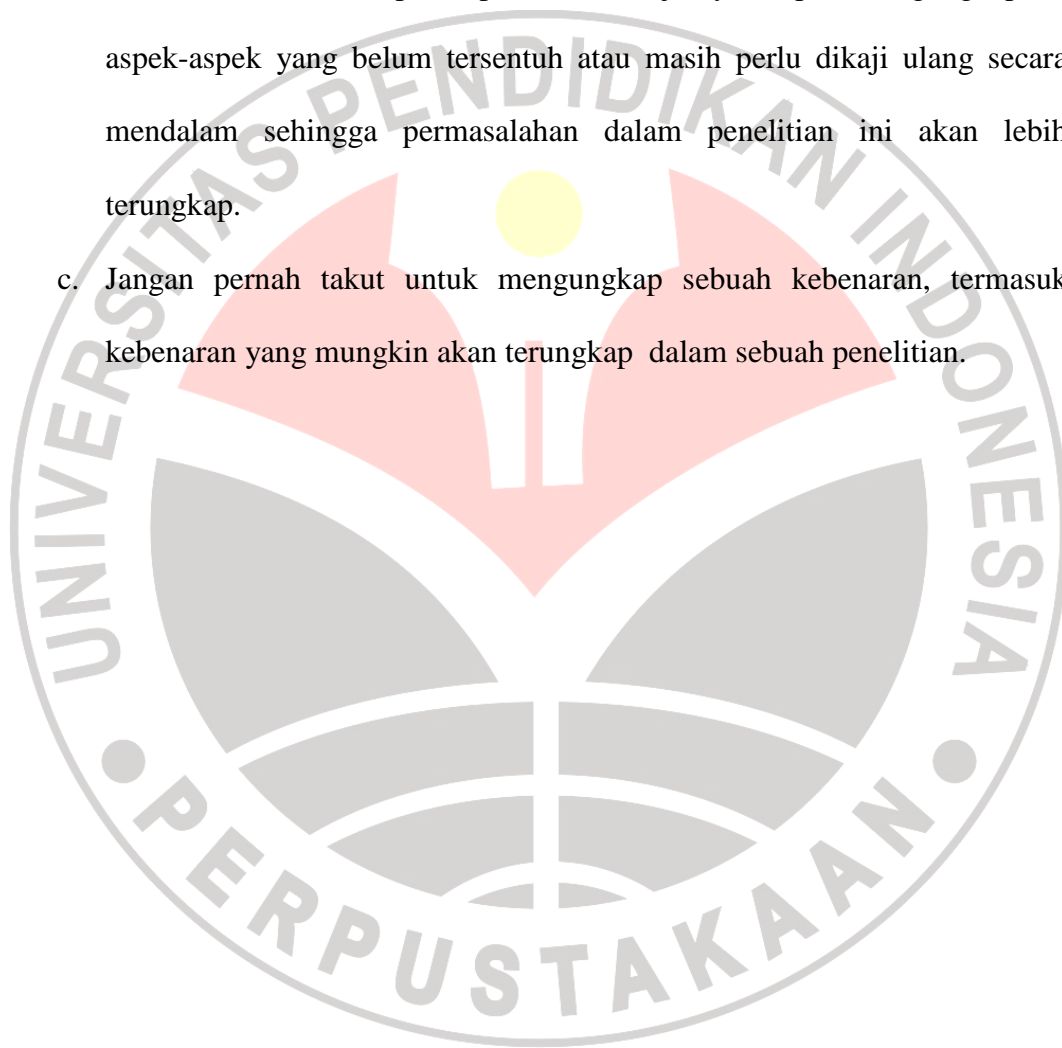 aspek-aspek yang belum tersentuh atau masih perlu dikaji ulang secara
mendalam sehingga permasalahan dalam penelitian ini akan lebih
terungkap.
c. Jangan pernah takut untuk mengungkap sebuah kebenaran, termasuk
kebenaran yang mungkin akan terungkap dalam sebuah penelitian.
UNIVERSITAS PENDIDIKAN INDONESIA
PERPUSTAKAAN